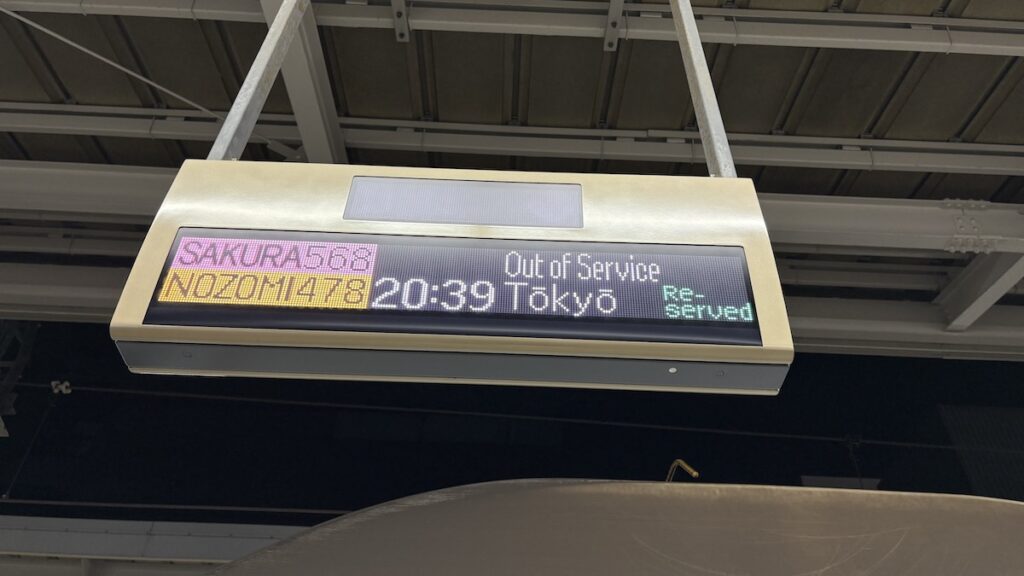 SAKURA568 Out of Service
NOZOMI478 20:39 Tōkyō Re-
served